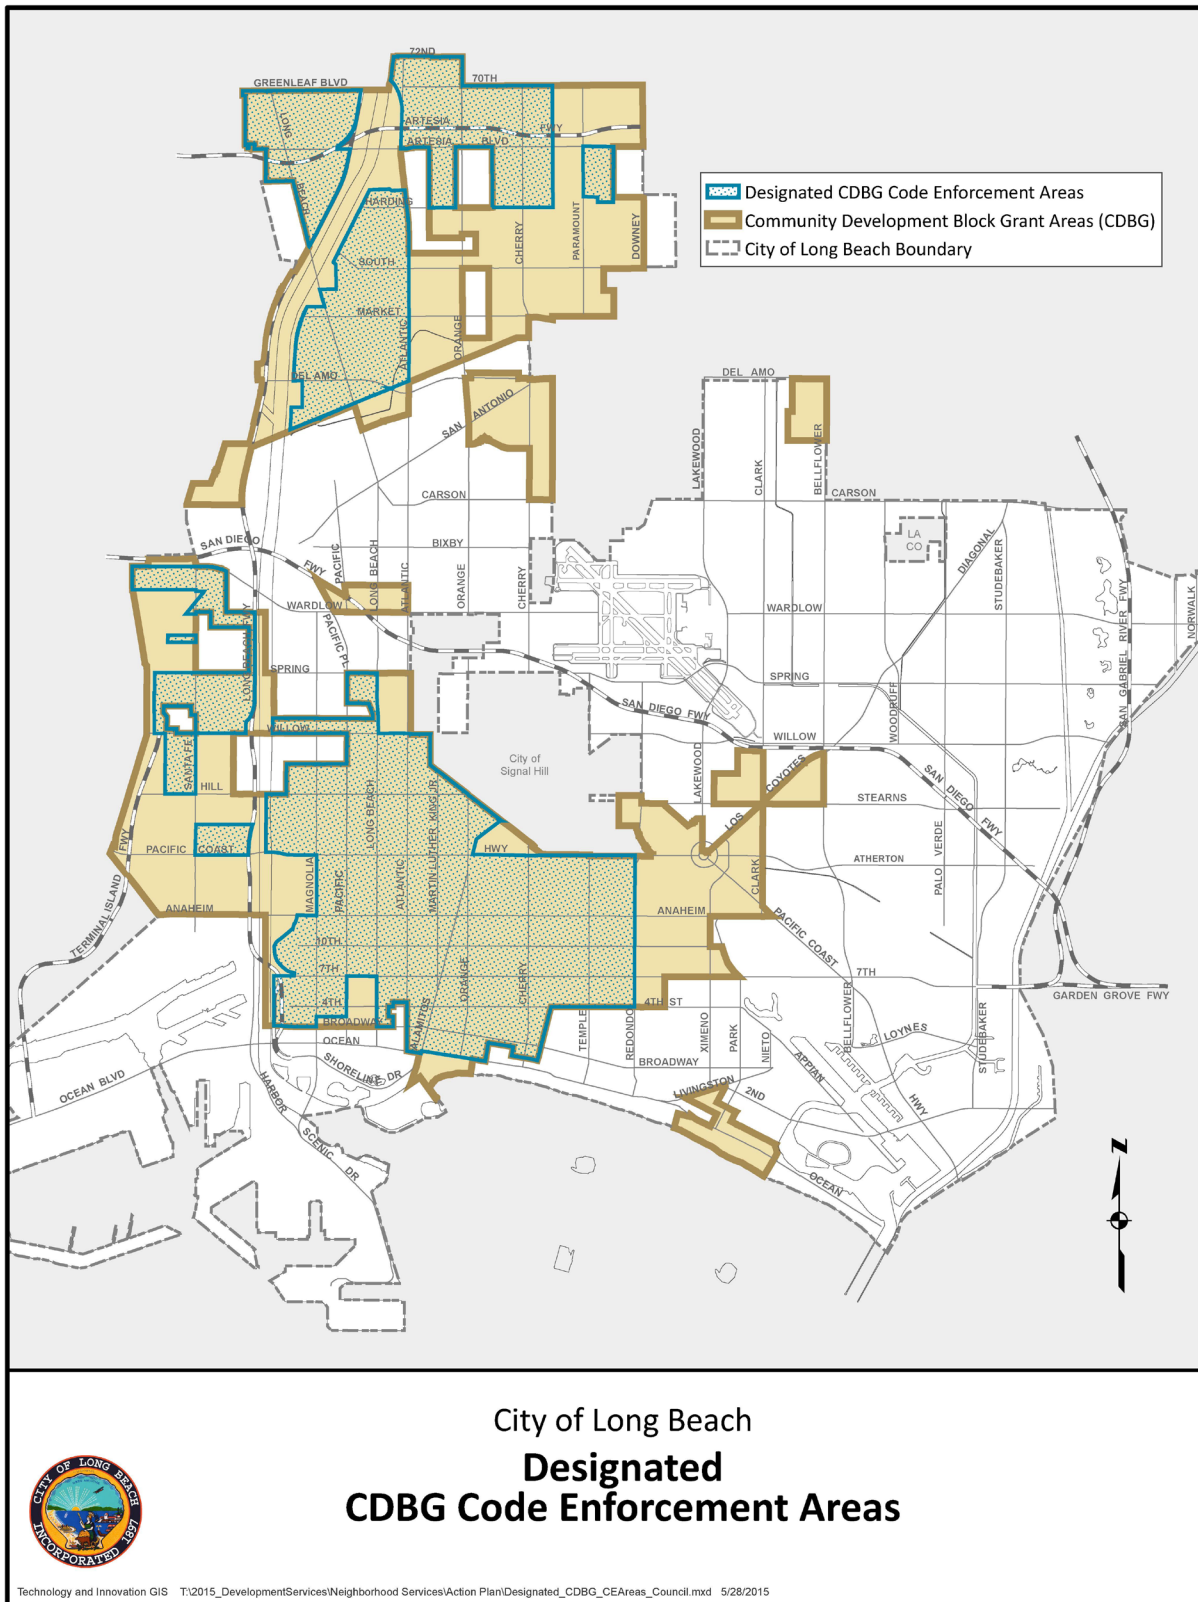 72ND
70TH
GREENLEAF BLVD
LONG
ARTESIA
FWY
ARTESIA
BLVD
BEACH
HARDING
CHERRY
PARAMOUNT
DOWNEY
SOUTH
MARKET
ATLANTIC
ORANGE
DEL AMO
SAN ANTONIO
Designated CDBG Code Enforcement Areas
Community Development Block Grant Areas (CDBG)
City of Long Beach Boundary
DEL AMO
LAKEWOOD
CLARK
BELLFLOWER
CARSON
CARSON
LA
CO
DIAGONAL
STUDEBAKER
SAN DIEGO
FWY
BIXBY
PACIFIC
LONG BEACH
ATLANTIC
ORANGE
CHERRY
WARDLOW
WARDLOW
NORWALK
SAN GABRIEL RIVER FWY
LONG BEACH FWY
PACIFIC PL
SPRING
SPRING
SAN DIEGO FWY
WOODRUFF
WILLOW
WILLOW
City of
Signal Hill
SANTA FE
HILL
LONG BEACH
MARTIN LUTHER KING JR
LAKEWOOD
COYOTES
LOS
STEARNS
SAN DIEGO
FWY
FWY
PACIFIC
COAST
HWY
MAGNOLIA
PACIFIC
ATLANTIC
CLARK
ATHERTON
PALO VERDE
TERMINAL ISLAND
ANAHEIM
ANAHEIM
PACIFIC COAST
10TH
7TH
ORANGE
CHERRY
7TH
GARDEN GROVE FWY
4TH
4TH ST
BROADWAY
ALAMITOS
OCEAN
TEMPLE
REDONDO
XIMENO
PARK
NIETO
BELLFLOWER
LOYNES
STUDEBAKER
BROADWAY
APPIAN
SHORELINE DR
OCEAN BLVD
HARBOR
SCENIC DR
LIVINGSTON
2ND
HWY
OCEAN
Z
City of Long Beach
Designated
CDBG Code Enforcement Areas
CITY OF LONG BEACH
INCORPORATED 1897
Technology and Innovation GIS T:\2015_DevelopmentServices\Neighborhood Services\Action Plan\Designated_CDBG_CEAreas_Council.mxd 5/28/2015